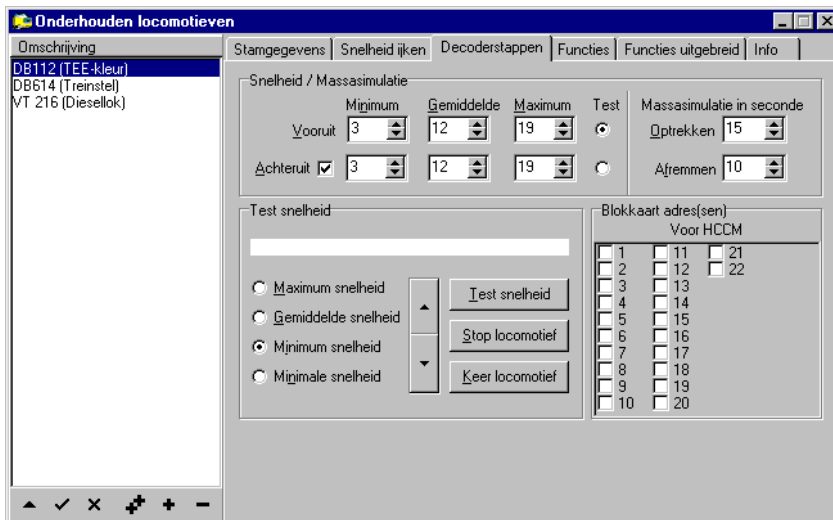 Onderhouden locomotieven
Omschrijving
DB112 (TEE-kleur)
DB614 (Treinstel)
VT 216 (Diesellok)
Stamgegevens Snelheid ijken Decoderstappen Functies Functies uitgebreid Info
Snelheid / Massasimulatie
Minimum Gemiddelde Maximum Test Massasimulatie in seconde
Vooruit 3 12 19 Optrekken 15
Achteruit 3 12 19 Afremmen 10
Test snelheid
Maximum snelheid
Gemiddelde snelheid
Minimum snelheid
Minimale snelheid
Test snelheid
Stop locomotief
Keer locomotief
Blokkaart adres(sen)
Voor HCCM
1 11 21
2 12 22
3 13
4 14
5 15
6 16
7 17
8 18
9 19
10 20